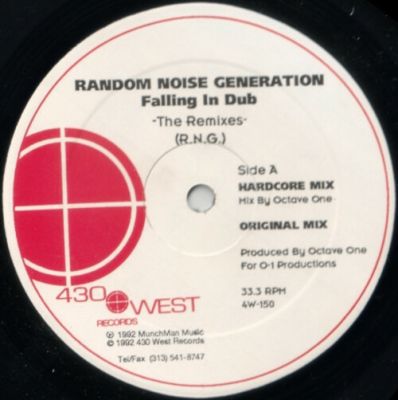 RANDOM NOISE GENERATION
Falling In Dub
-The Remixes-
(R.N.G.)
Side A
HARDCORE MIX
Mix By Octave One
ORIGINAL MIX
Produced By Octave One
For O-1 Productions
33.3 RPM
4W-150
430 WEST
RECORDS
℗ 1992 MunchMan Music
© 1992 430 West Records
Tel/Fax (313) 541-8747